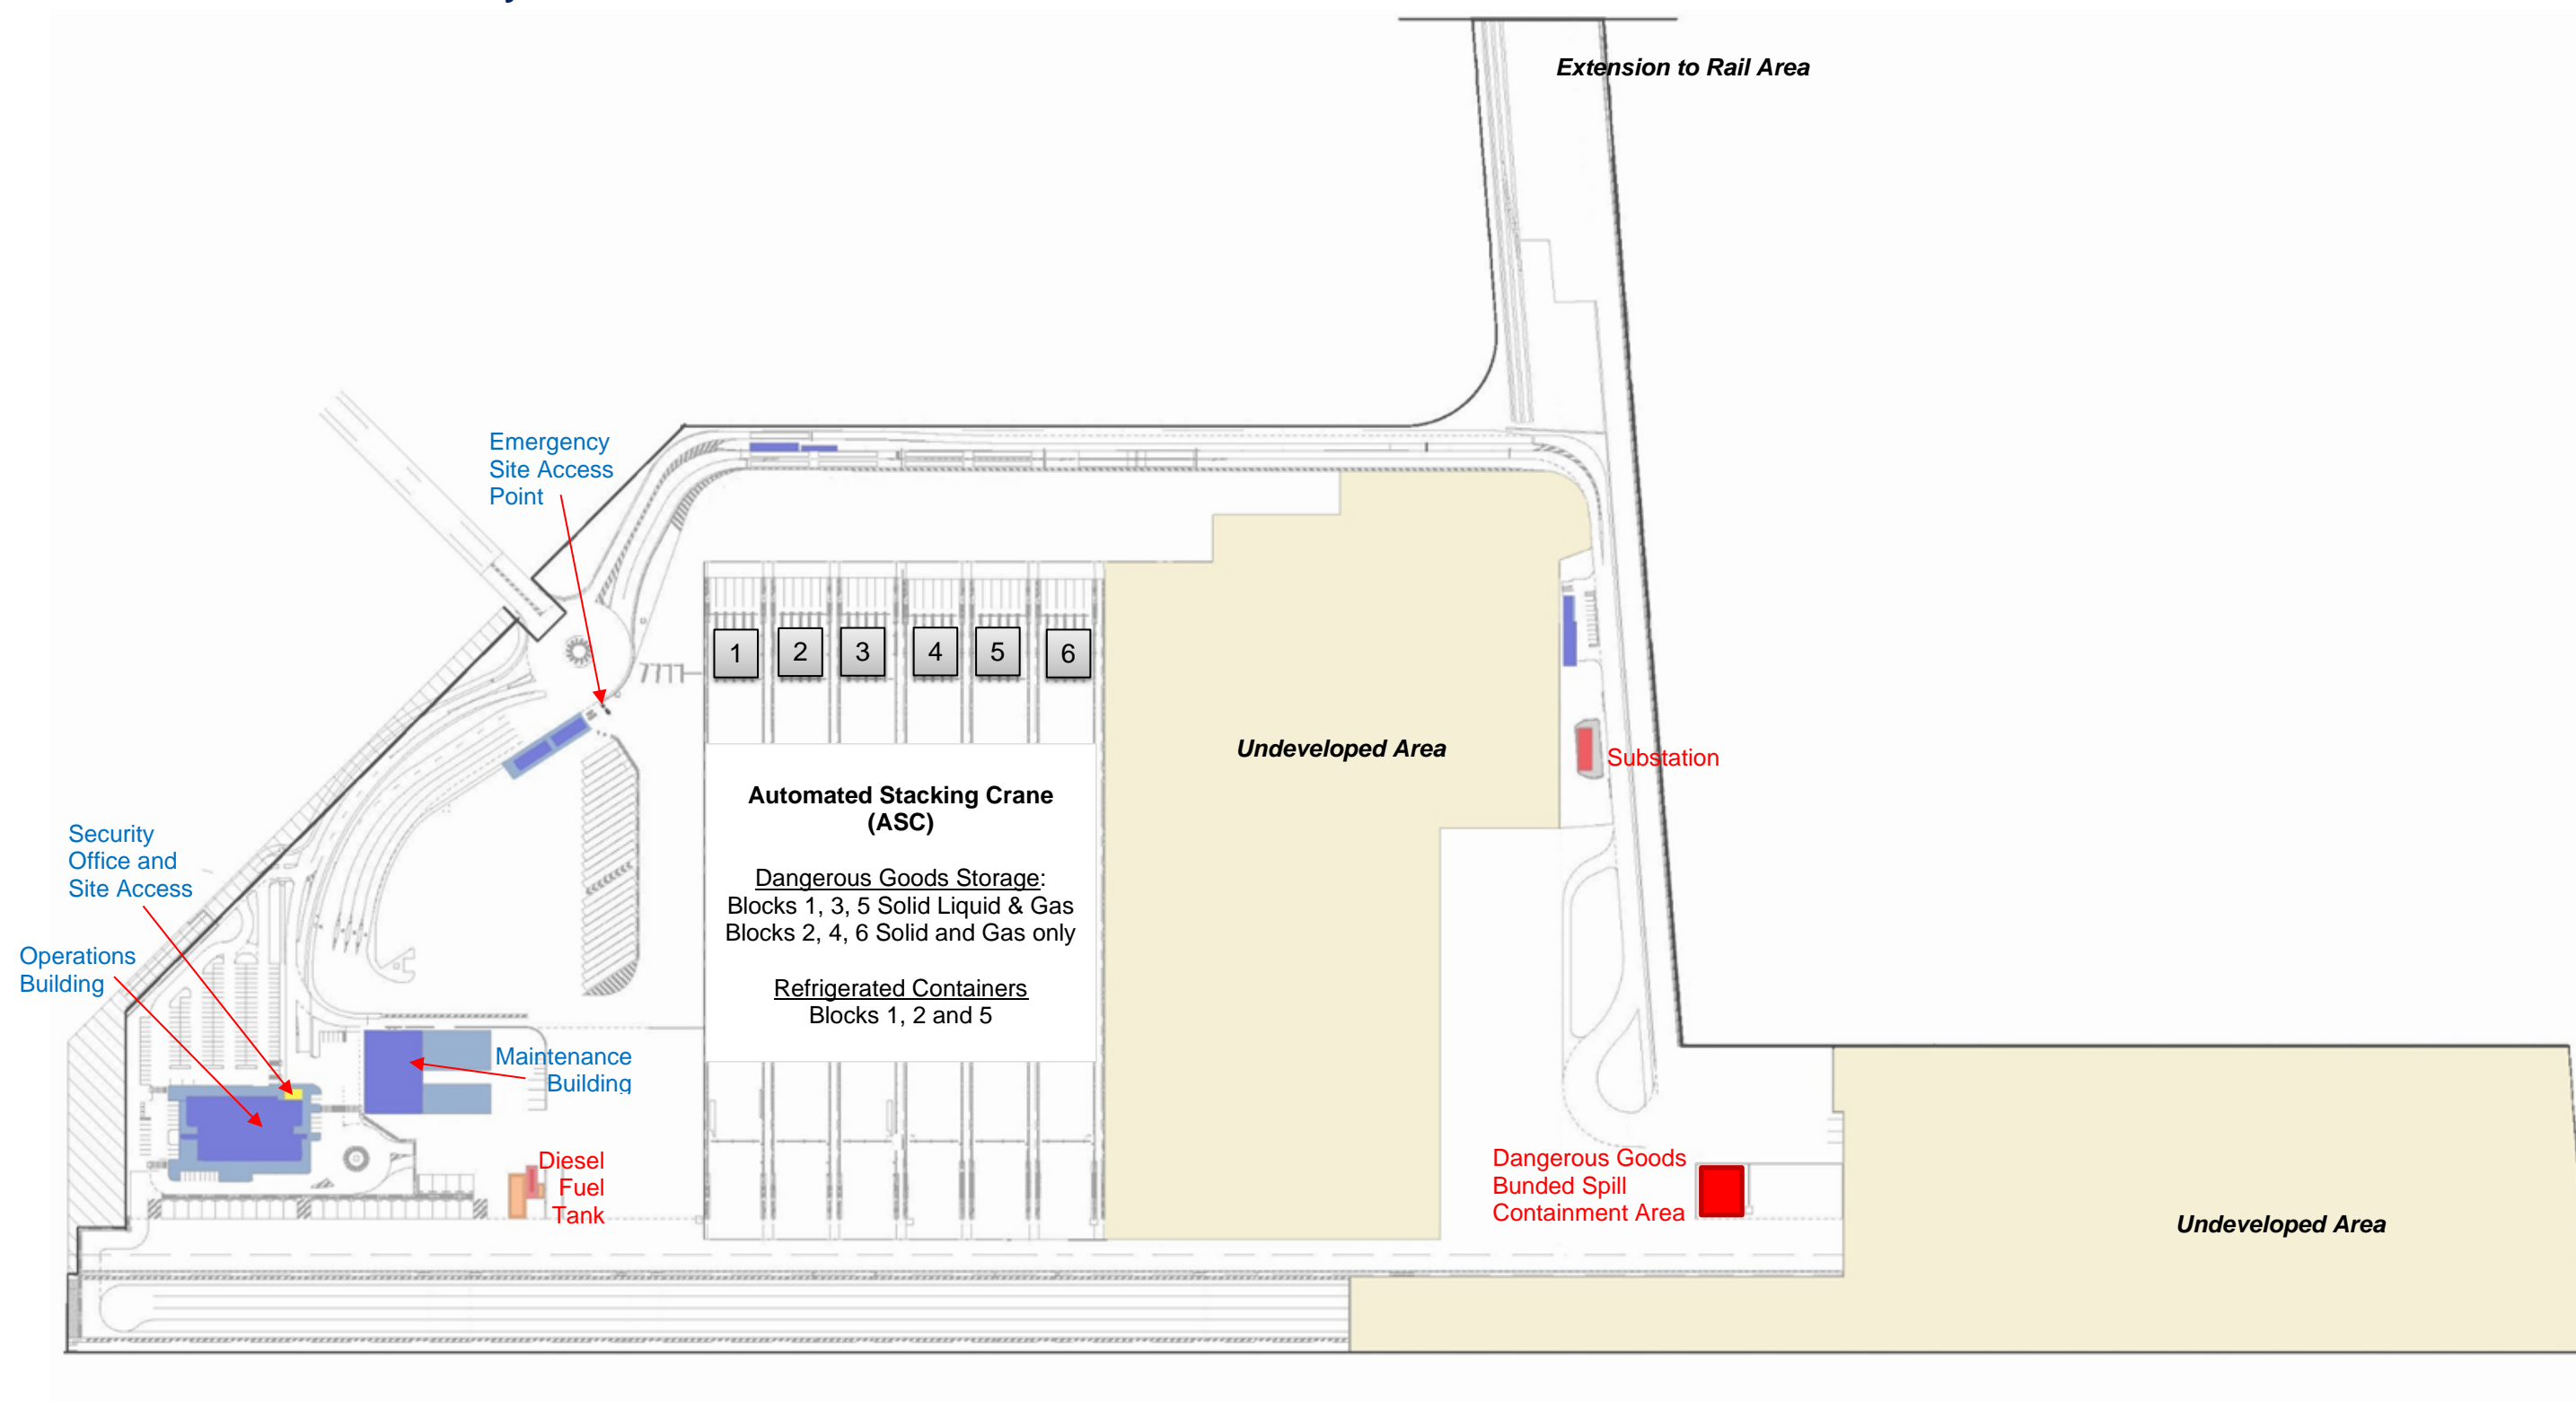 Extension to Rail Area
Emergency
Site Access
Point
1 2 3 4 5 6
Undeveloped Area
Substation
Automated Stacking Crane
(ASC)
Dangerous Goods Storage:
Blocks 1, 3, 5 Solid Liquid & Gas
Blocks 2, 4, 6 Solid and Gas only
Refrigerated Containers
Blocks 1, 2 and 5
Security
Office and
Site Access
Operations
Building
Maintenance
Building
Diesel
Fuel
Tank
Dangerous Goods
Bunded Spill
Containment Area
Undeveloped Area